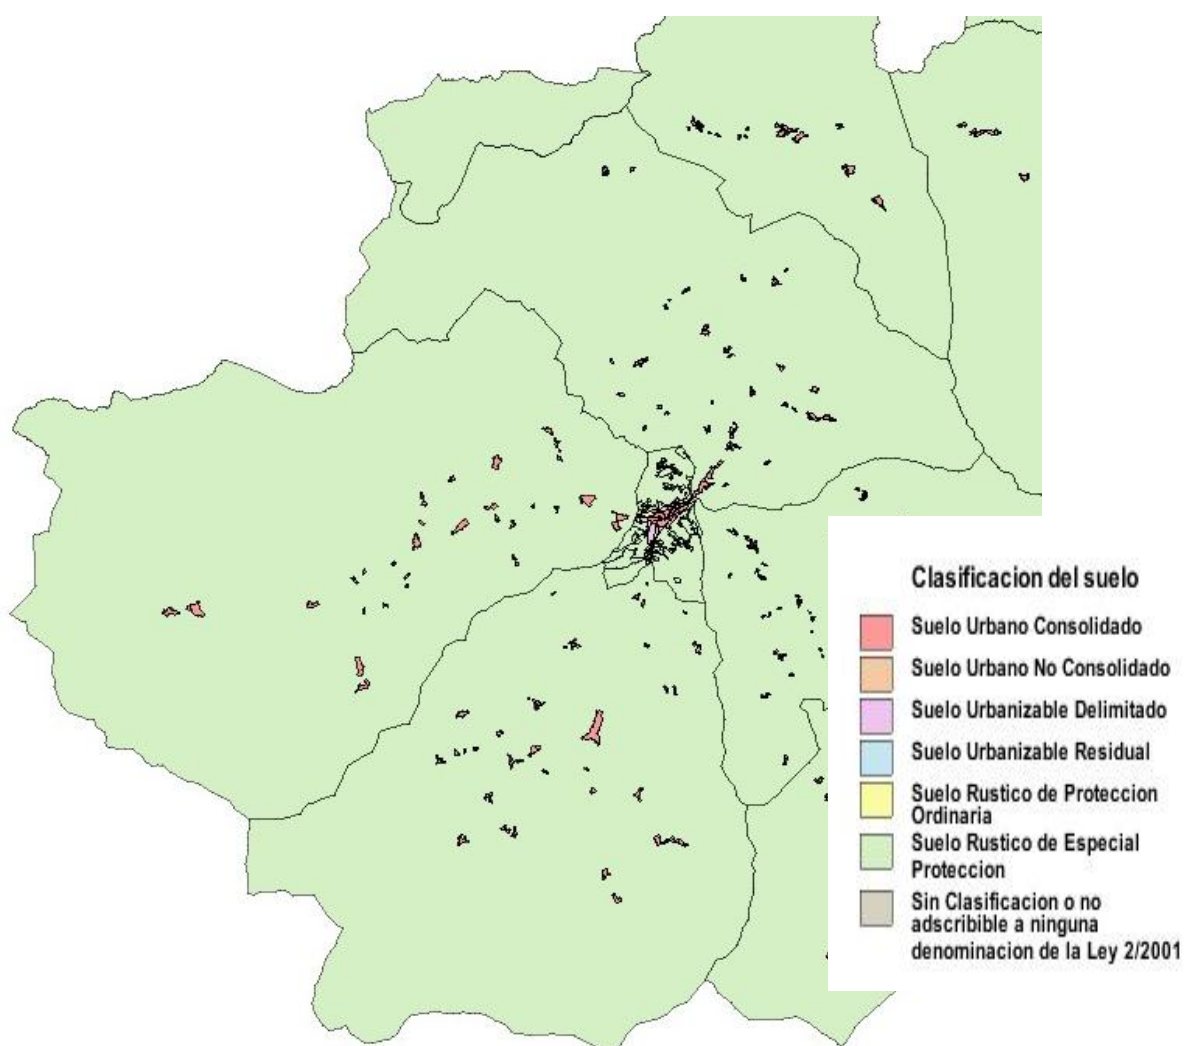 Clasificacion del suelo
Suelo Urbano Consolidado
Suelo Urbano No Consolidado
Suelo Urbanizable Delimitado
Suelo Urbanizable Residual
Suelo Rustico de Proteccion
Ordinaria
Suelo Rustico de Especial
Proteccion
Sin Clasificacion o no
adscribible a ninguna
denominacion de la Ley 2/2001